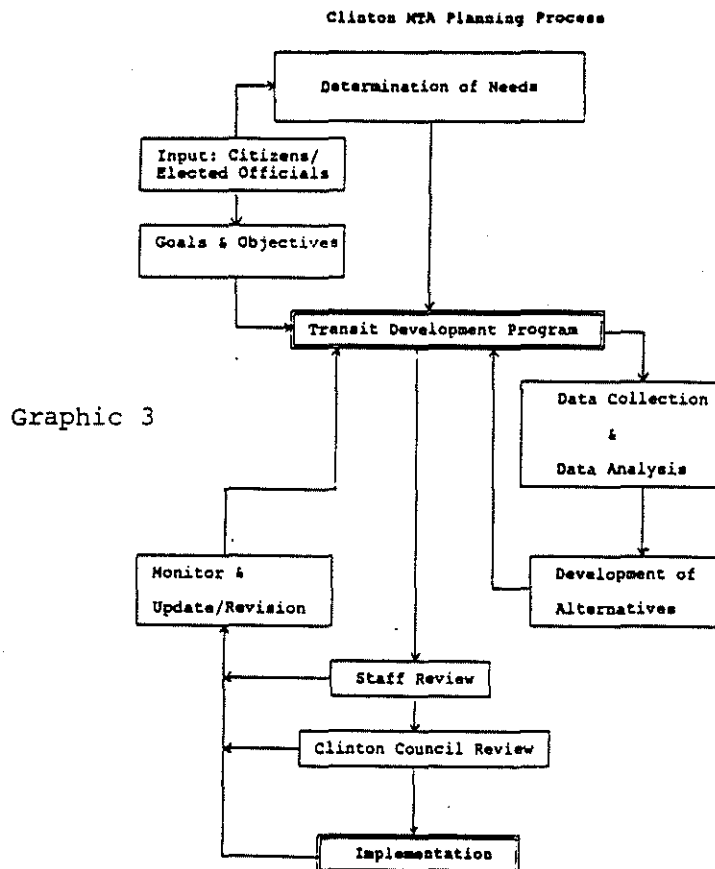 Clinton MTA Planning Process
Determination of Needs
Input: Citizens/
Elected Officials
Goals & Objectives
Transit Development Program
Graphic 3
Data Collection
&
Data Analysis
Monitor &
Update/Revision
Development of
Alternatives
Staff Review
Clinton Council Review
Implementation